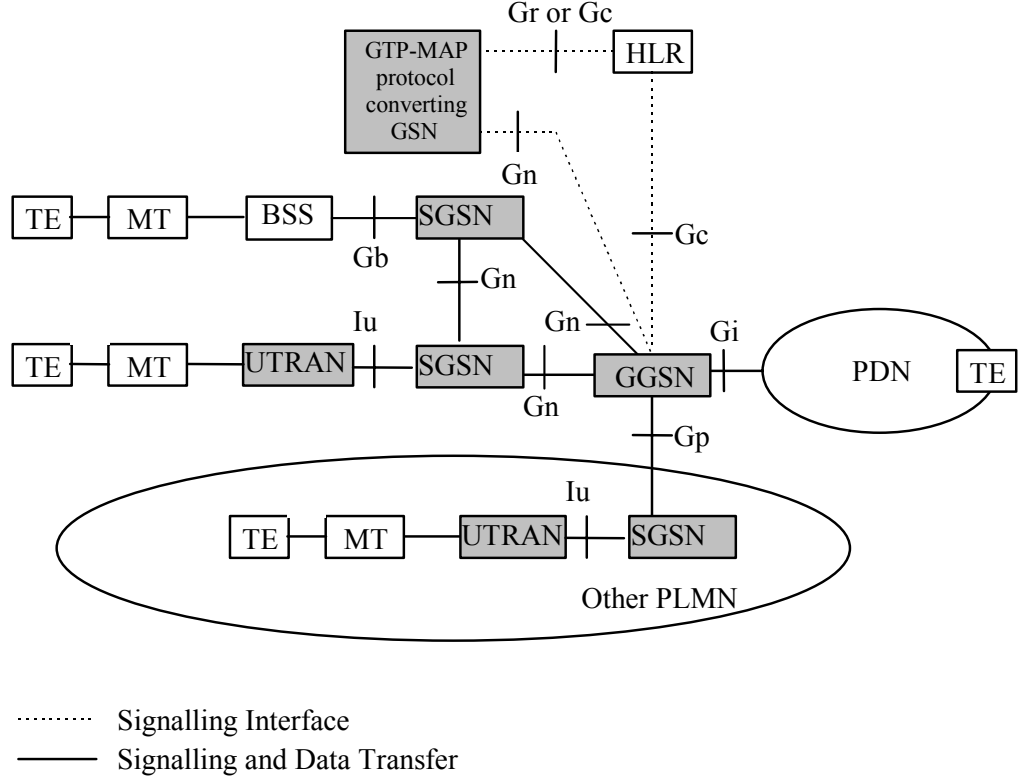 Gr or Gc
GTP-MAP
protocol
converting
GSN
HLR
Gn
TE
MT
BSS
Gb
SGSN
Gc
Gn
Gn
Gi
TE
MT
UTRAN
Iu
SGSN
Gn
GGSN
PDN
TE
Gp
Iu
TE
MT
UTRAN
SGSN
Other PLMN
Signalling Interface
Signalling and Data Transfer